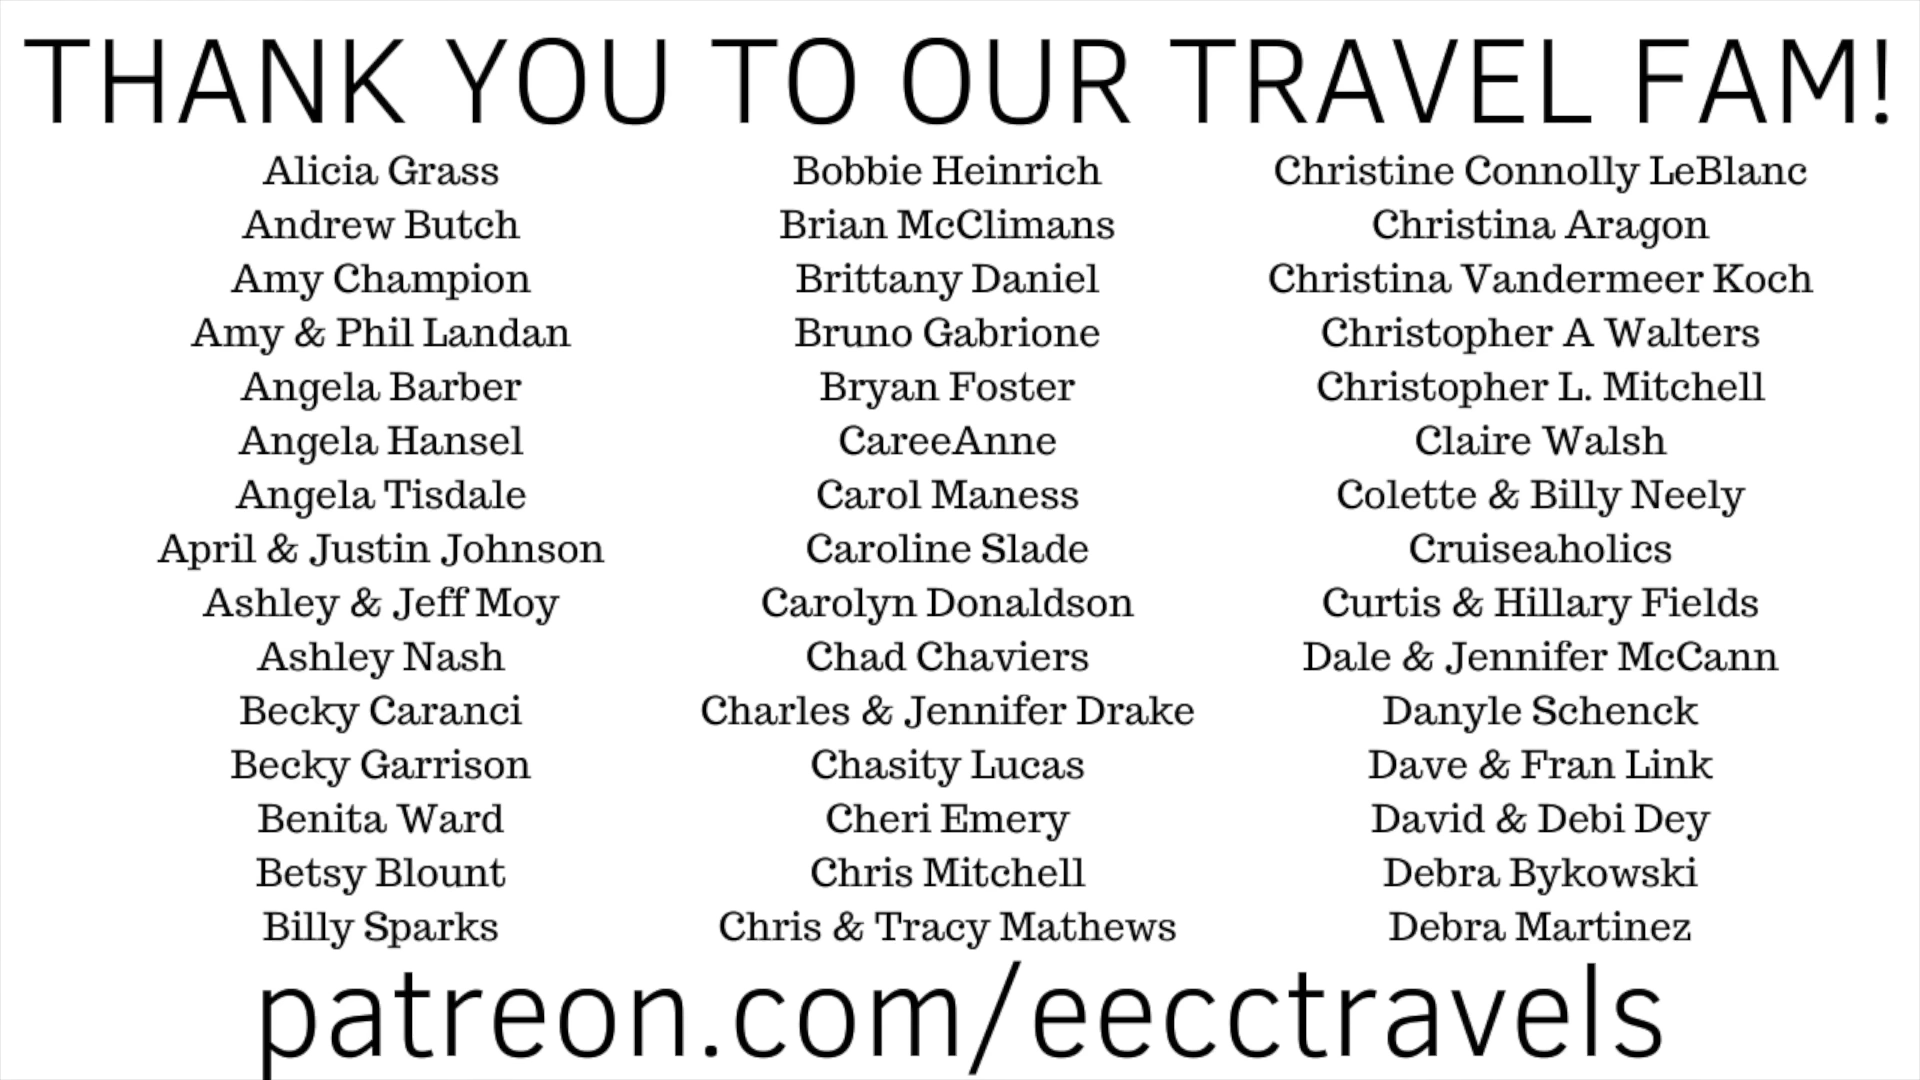 THANK YOU TO OUR TRAVEL FAM!
Alicia Grass
Andrew Butch
Amy Champion
Amy & Phil Landan
Angela Barber
Angela Hansel
Angela Tisdale
April & Justin Johnson
Ashley & Jeff Moy
Ashley Nash
Becky Caranci
Becky Garrison
Benita Ward
Betsy Blount
Billy Sparks
Bobbie Heinrich
Brian McClimans
Brittany Daniel
Bruno Gabrione
Bryan Foster
CareeAnne
Carol Maness
Caroline Slade
Carolyn Donaldson
Chad Chaviers
Charles & Jennifer Drake
Chasity Lucas
Cheri Emery
Chris Mitchell
Chris & Tracy Mathews
Christine Connolly LeBlanc
Christina Aragon
Christina Vandermeer Koch
Christopher A Walters
Christopher L. Mitchell
Claire Walsh
Colette & Billy Neely
Cruiseaholics
Curtis & Hillary Fields
Dale & Jennifer McCann
Danyle Schenck
Dave & Fran Link
David & Debi Dey
Debra Bykowski
Debra Martinez
patreon.com/eecctravels